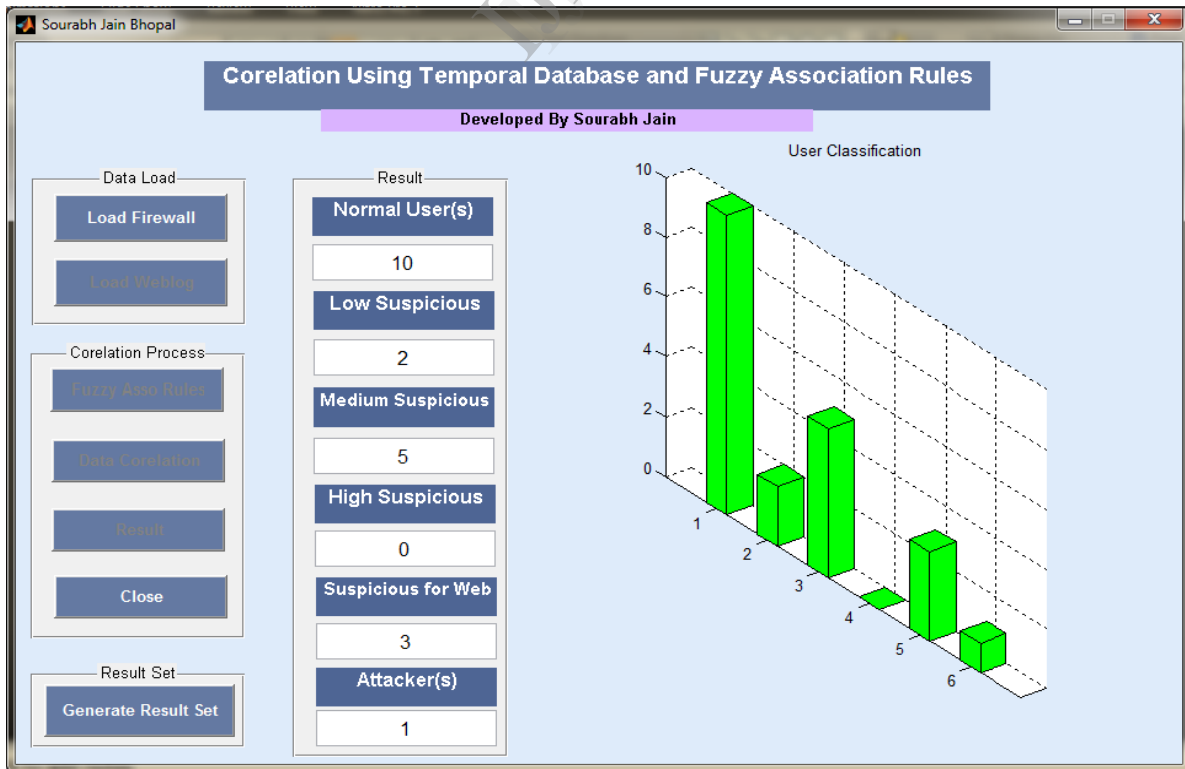 Sourabh Jain Bhopal
Corelation Using Temporal Database and Fuzzy Association Rules
Developed By Sourabh Jain
Data Load
Load Firewall
Load Weblog
Corelation Process
Fuzzy Asso Rules
Data Corelation
Result
Close
Result Set
Generate Result Set
Result
Normal User(s)
10
Low Suspicious
2
Medium Suspicious
5
High Suspicious
0
Suspicious for Web
3
Attacker(s)
1
User Classification
10
8
6
4
2
0
1
2
3
4
5
6